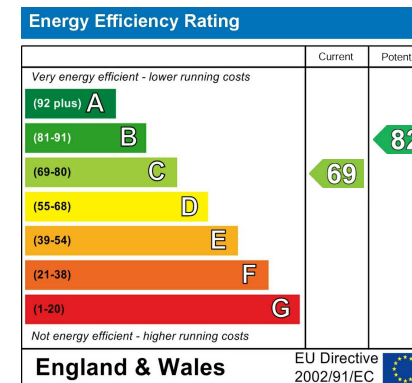 Energy Efficiency Rating
Current Potent
Very energy efficient - lower running costs
(92 plus) A
(81-91) B 82
(69-80) C 69
(55-68) D
(39-54) E
(21-38) F
(1-20) G
Not energy efficient - higher running costs
England & Wales
EU Directive
2002/91/EC